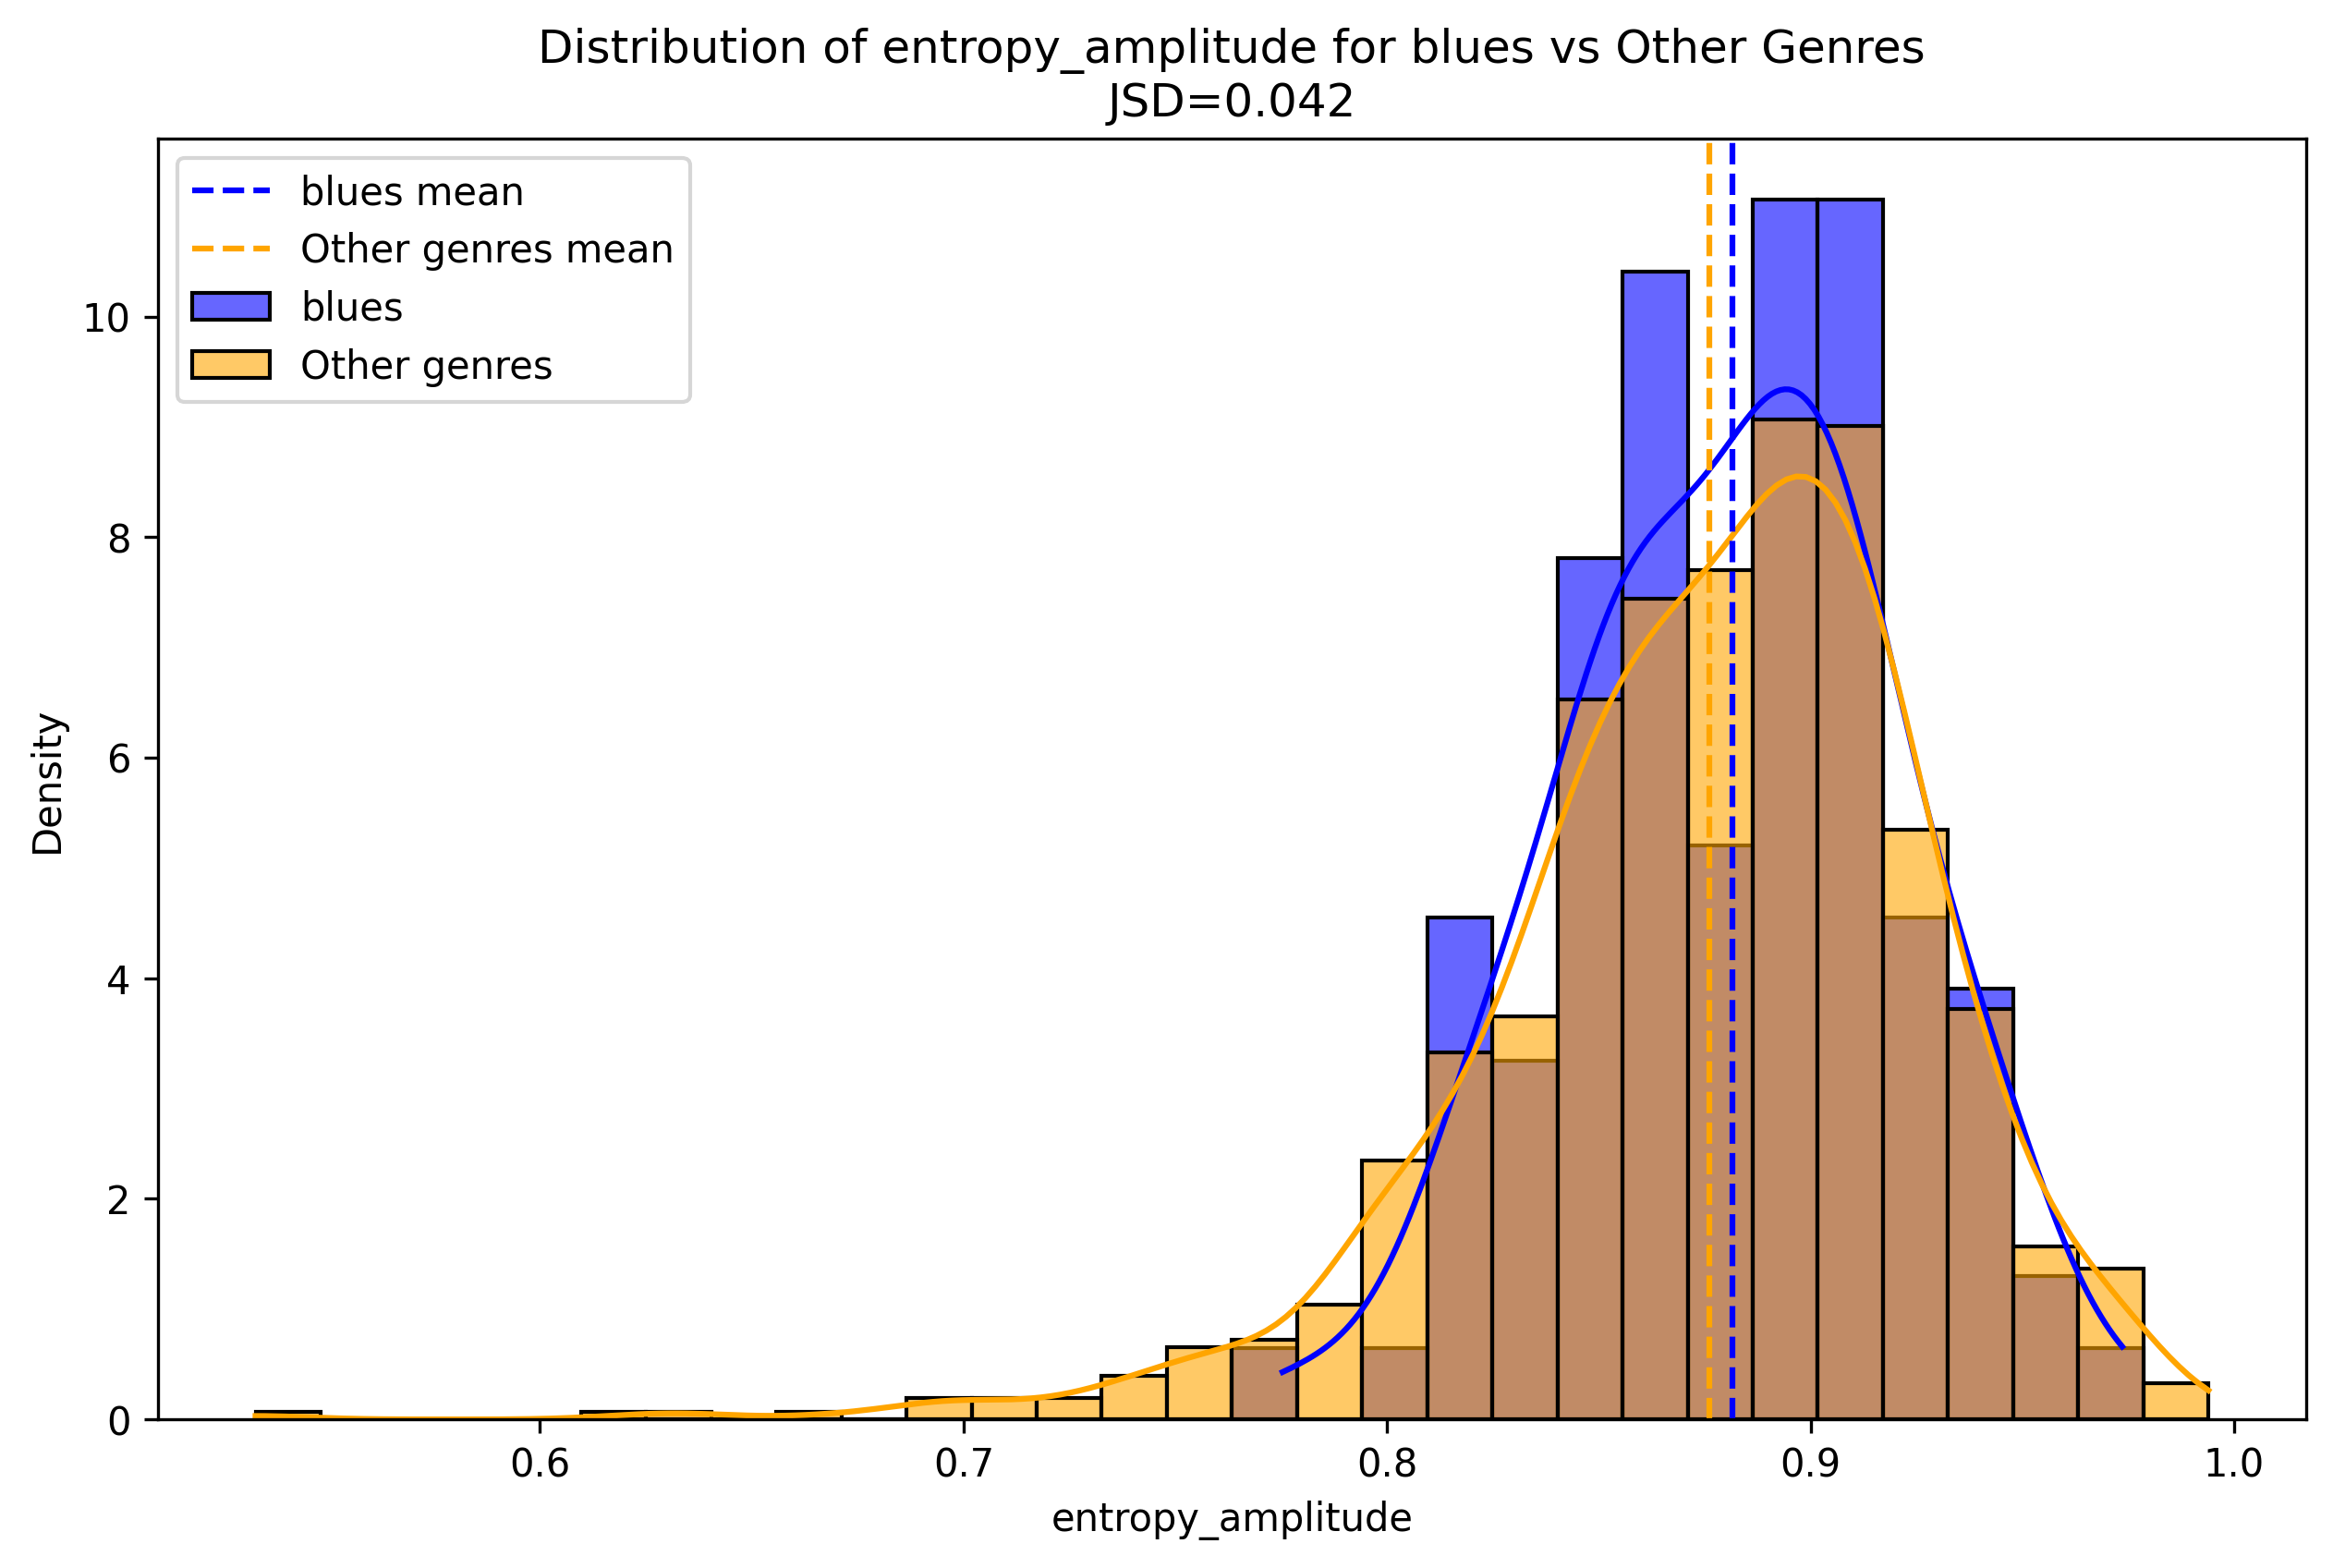 Distribution of entropy_amplitude for blues vs Other Genres
JSD=0.042
blues mean
Other genres mean
blues
Other genres
Density
10
8
6
4
2
0
0.6
0.7
0.8
0.9
1.0
entropy_amplitude